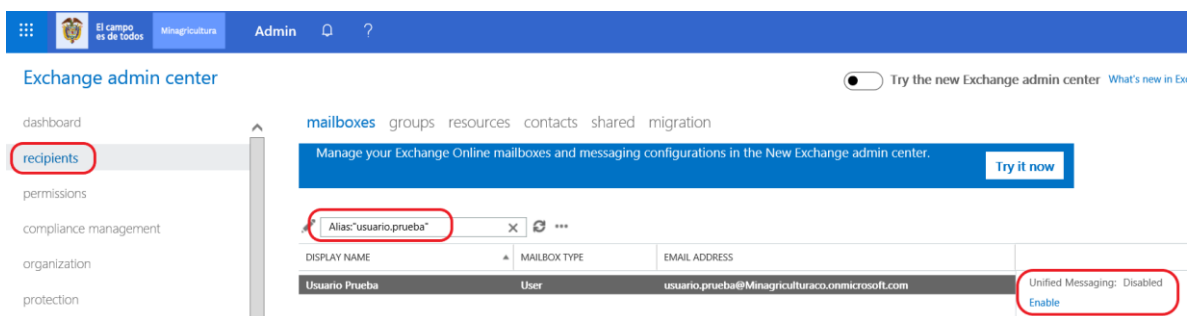 El campo
es de todos
Minagricultura
Admin
?
Exchange admin center
Try the new Exchange admin center What's new in Exc
dashboard
mailboxes groups resources contacts shared migration
recipients
Manage your Exchange Online mailboxes and messaging configurations in the New Exchange admin center.
Try it now
permissions
compliance management
Alias:"usuario.prueba"
organization
DISPLAY NAME MAILBOX TYPE EMAIL ADDRESS
Usuario Prueba User usuario.prueba@Minagriculturaco.onmicrosoft.com
Unified Messaging: Disabled
Enable
protection